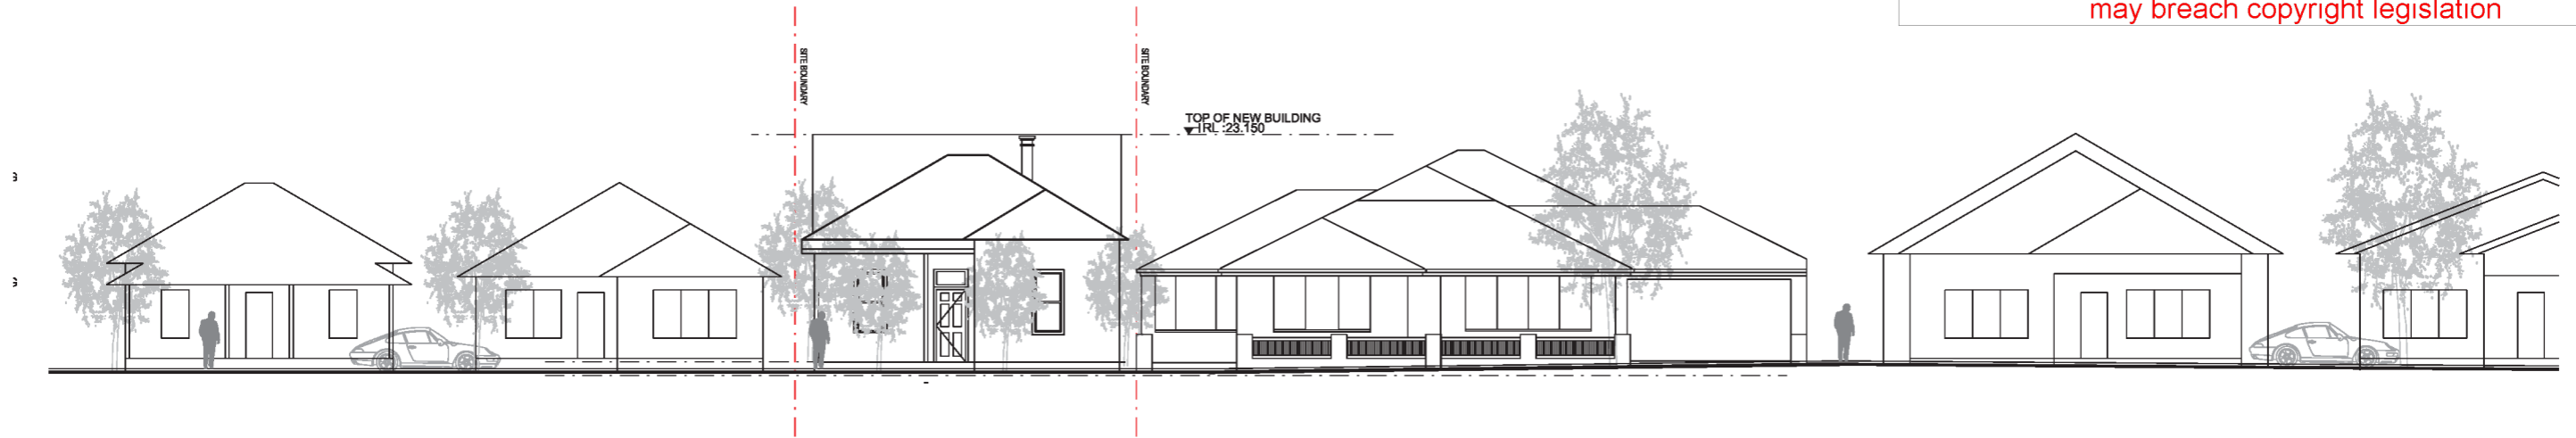 may breach copyright legislation
SITE BOUNDARY
SITE BOUNDARY
TOP OF NEW BUILDING
RL :23.150